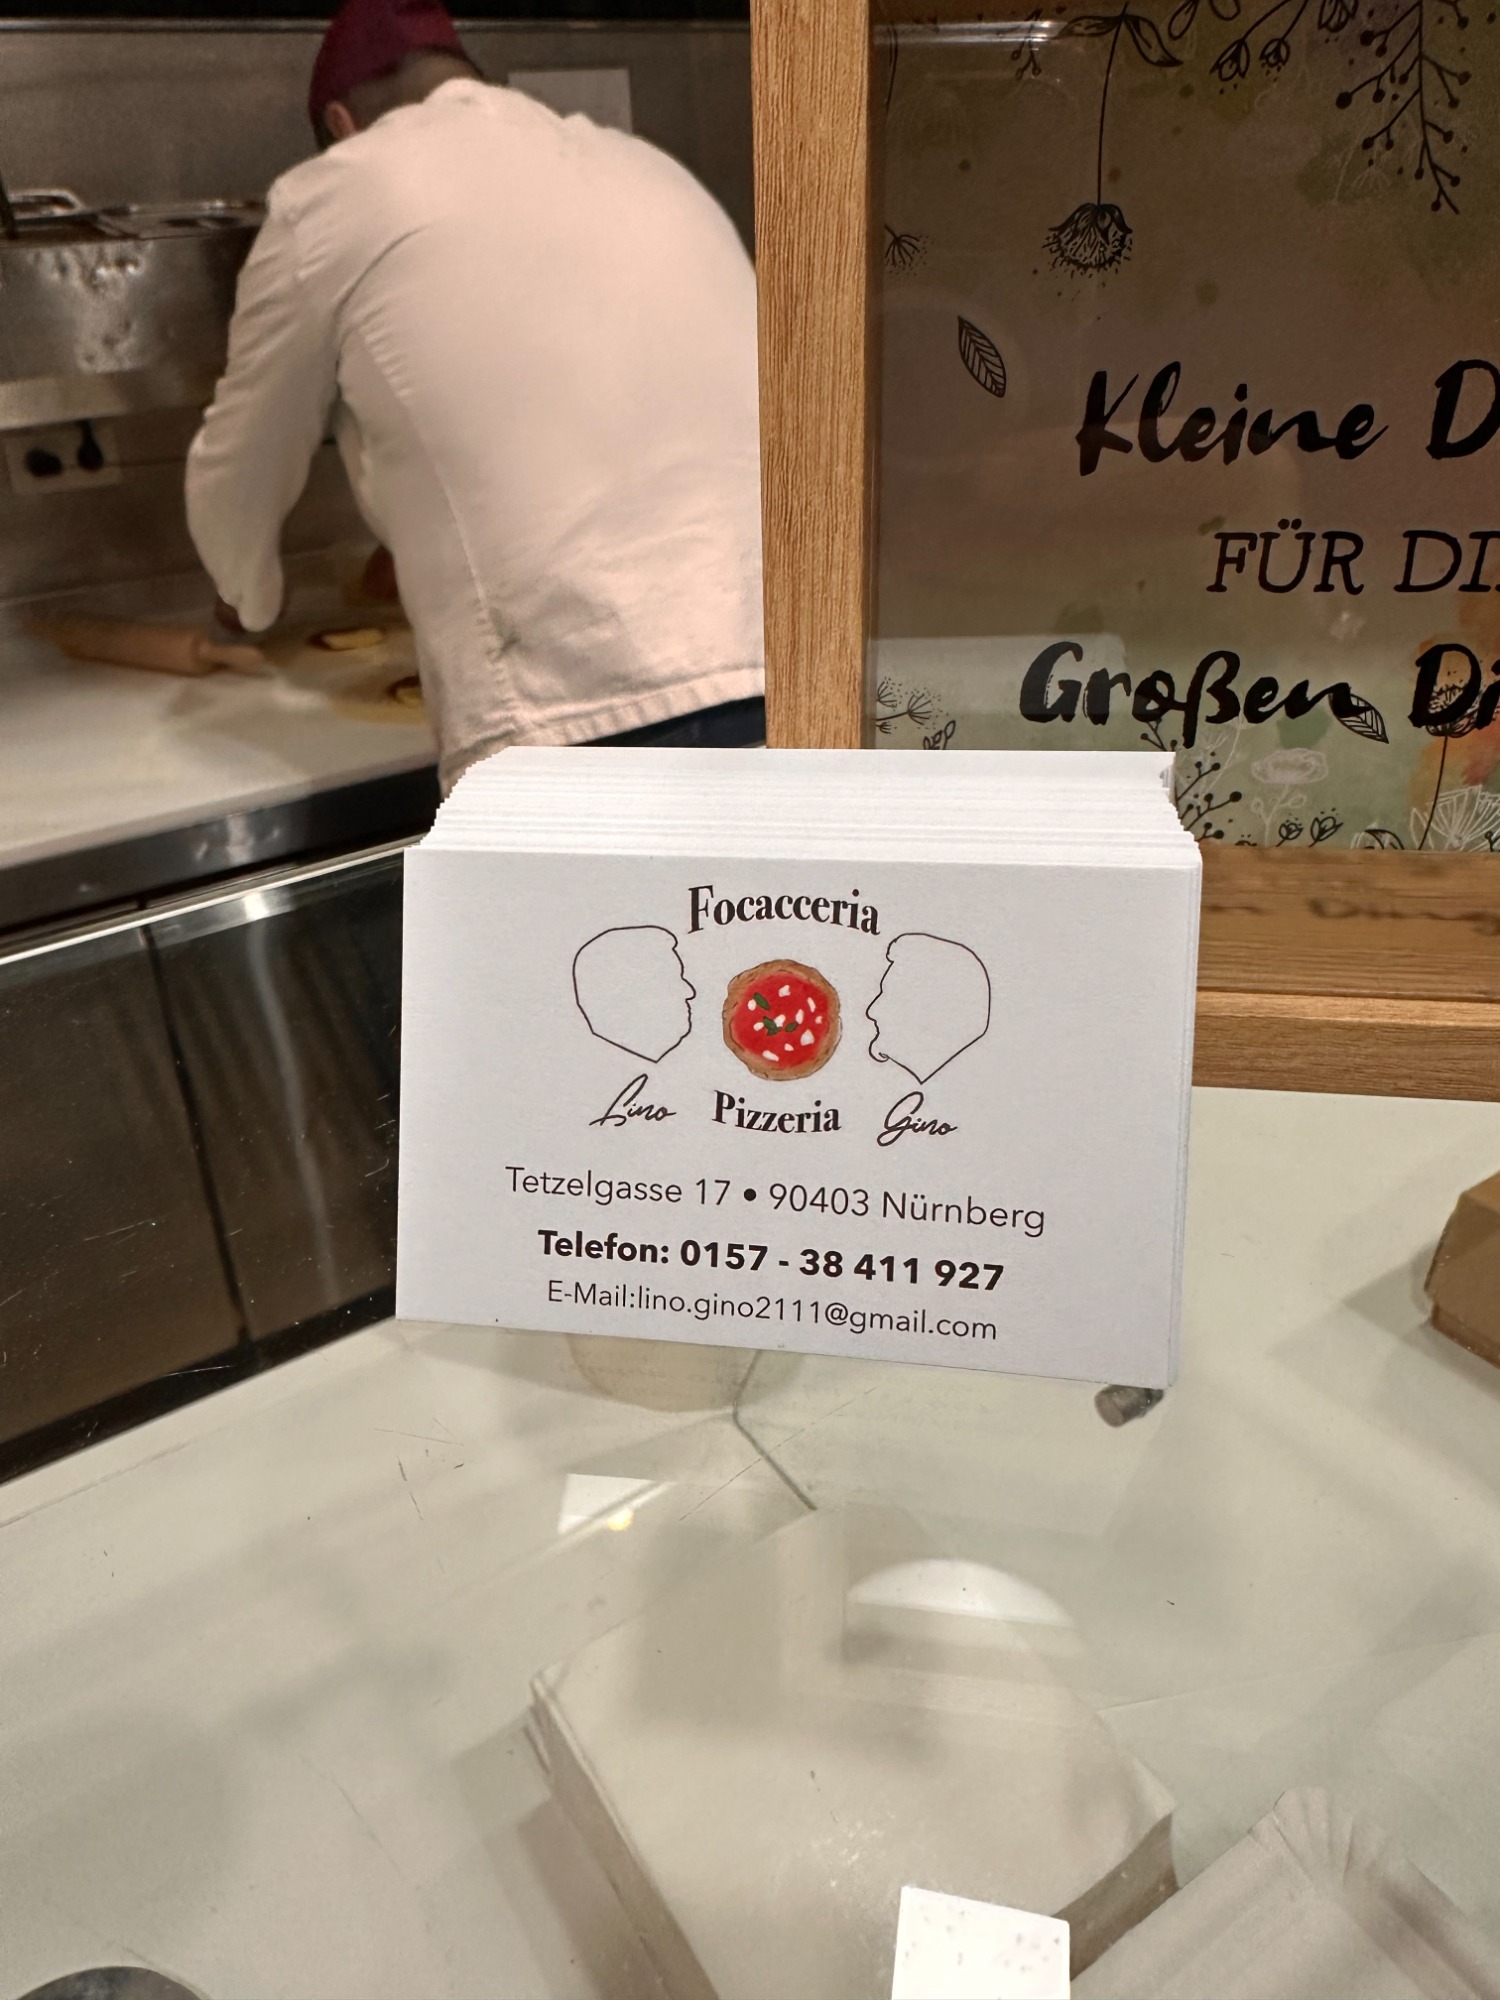 Kleine D
FÜR DI
Großen Di
Focacceria
Lino
Pizzeria
Gino
Tetzelgasse 17 • 90403 Nürnberg
Telefon: 0157 - 38 411 927
E-Mail:lino.gino2111@gmail.com